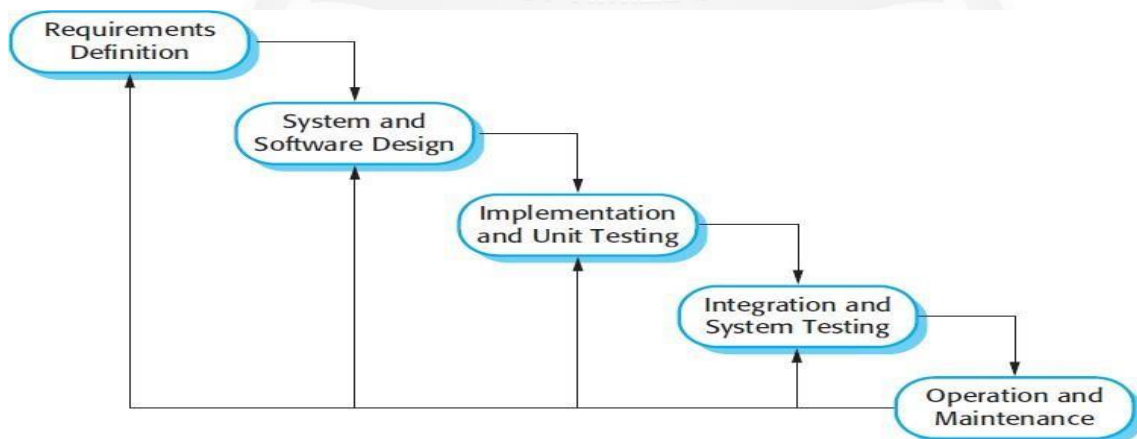 Requirements
Definition
System and
Software Design
Implementation
and Unit Testing
Integration and
System Testing
Operation and
Maintenance